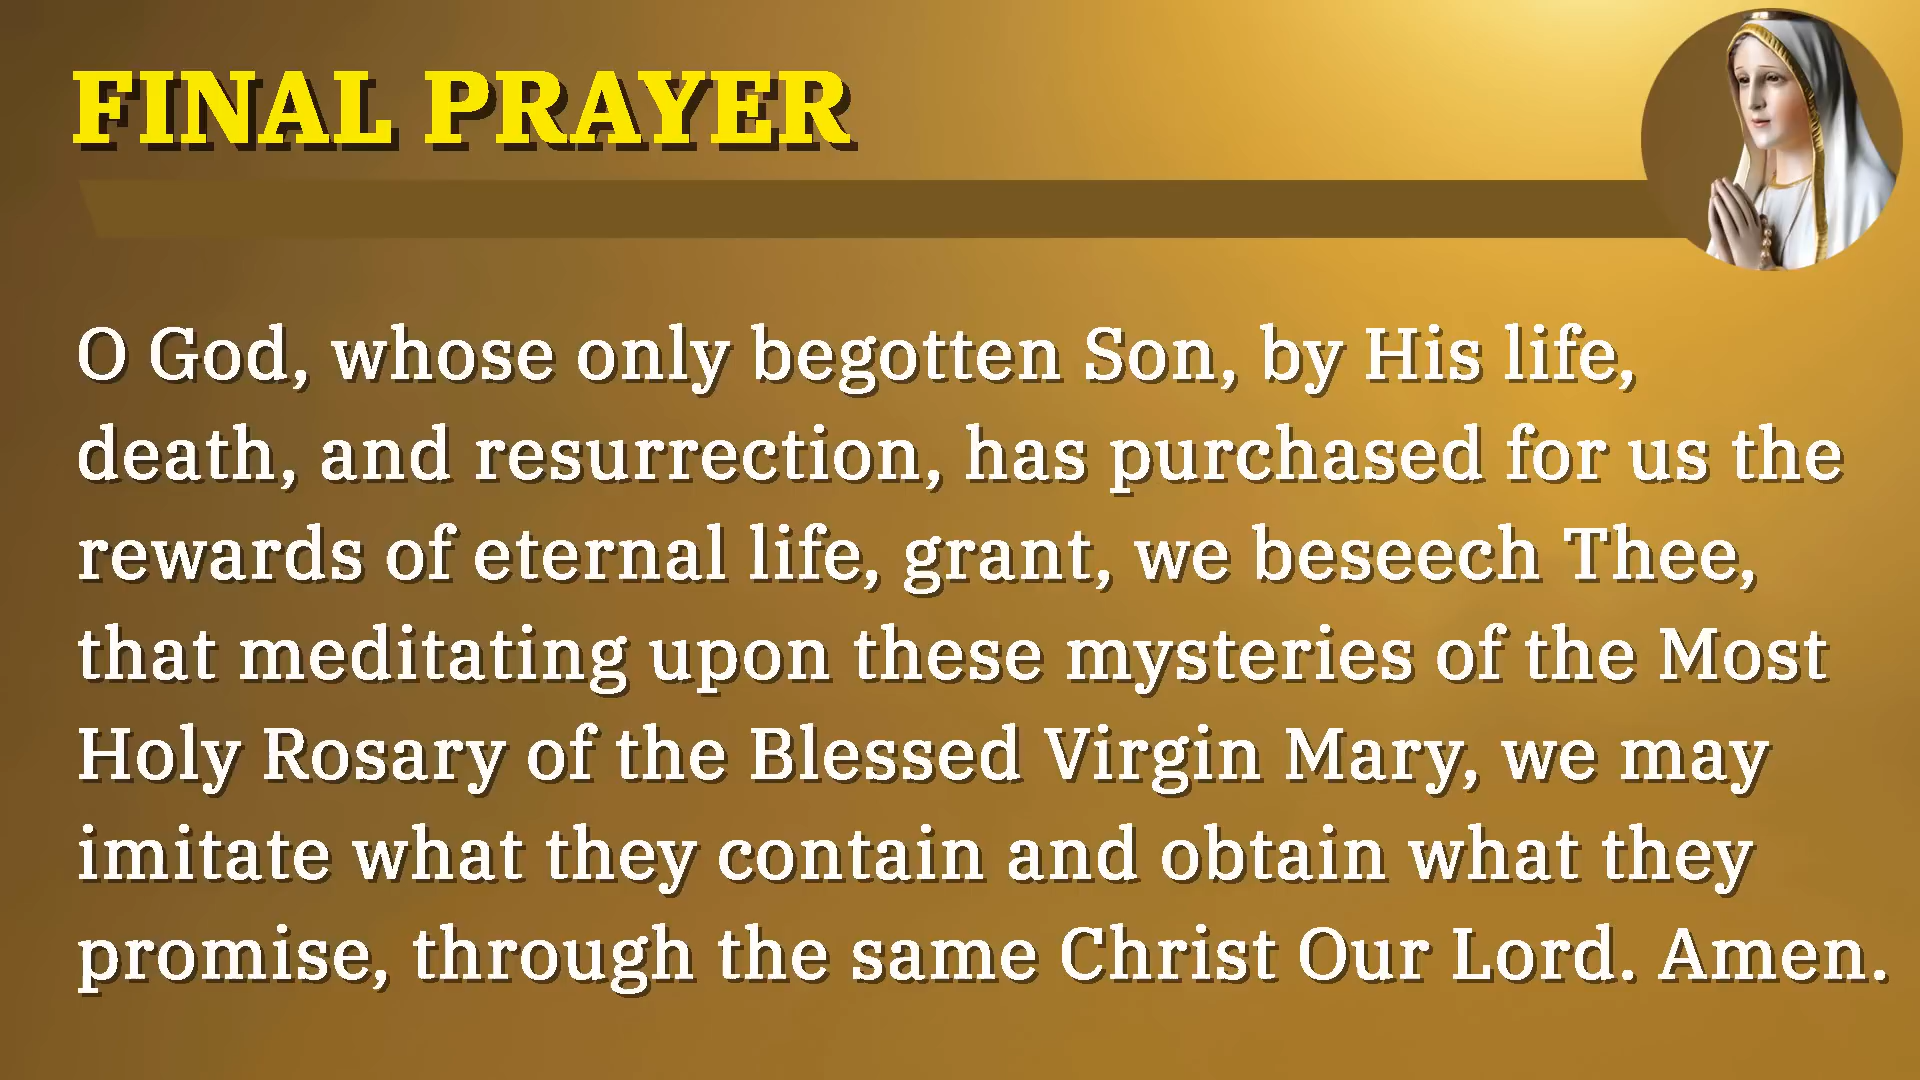 FINAL PRAYER
O God, whose only begotten Son, by His life,
death, and resurrection, has purchased for us the
rewards of eternal life, grant, we beseech Thee,
that meditating upon these mysteries of the Most
Holy Rosary of the Blessed Virgin Mary, we may
imitate what they contain and obtain what they
promise, through the same Christ Our Lord. Amen.